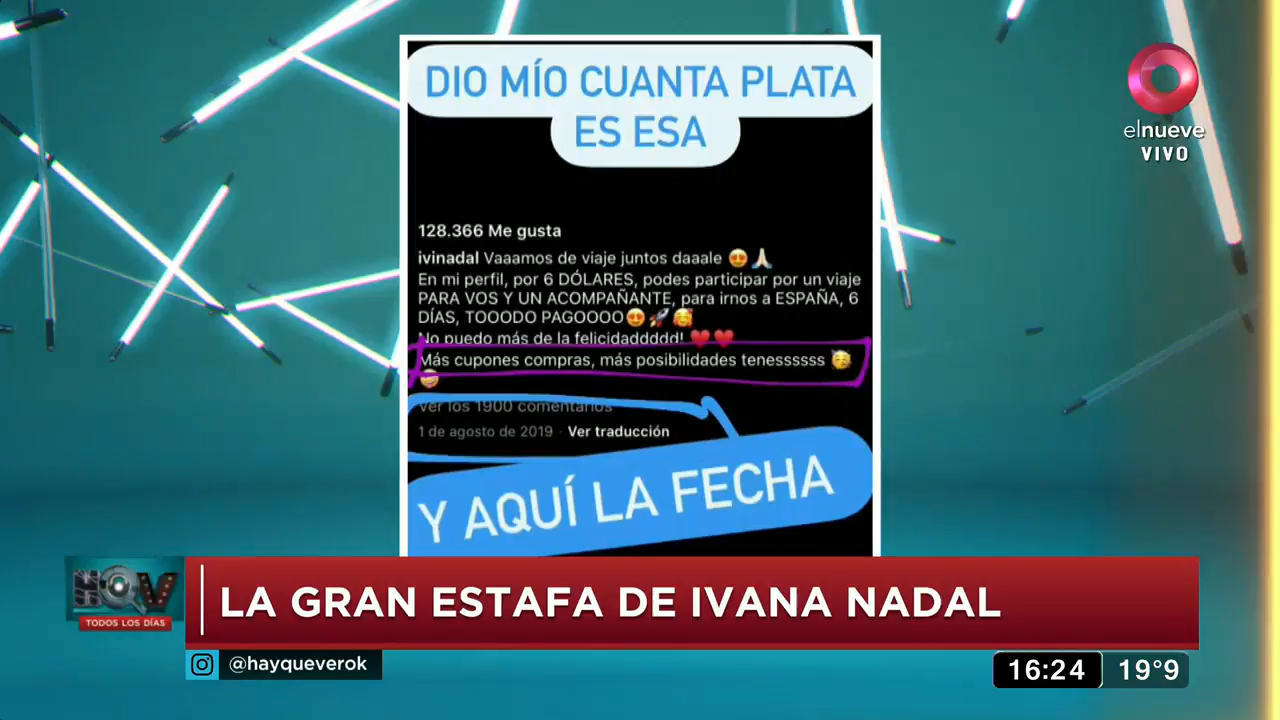 DIO MÍO CUANTA PLATA
ES ESA
elnueve
VIVO
128.366 Me gusta
ivinadal Vaaamos de viaje juntos daaale 😍🙏🏻
En mi perfil, por 6 DÓLARES, podes participar por un viaje
PARA VOS Y UN ACOMPAÑANTE, para irnos a ESPAÑA, 6
DÍAS, TOOODO PAGOOOO😍🚀🥰
No puedo más de la felicidaddddd! ❤️❤️
Más cupones compras, más posibilidades tenessssss 🥳
Ver los 1900 comentarios
1 de agosto de 2019 · Ver traducción
Y AQUÍ LA FECHA
HQV
TODOS LOS DÍAS
LA GRAN ESTAFA DE IVANA NADAL
@hayqueverok
16:24
19°9